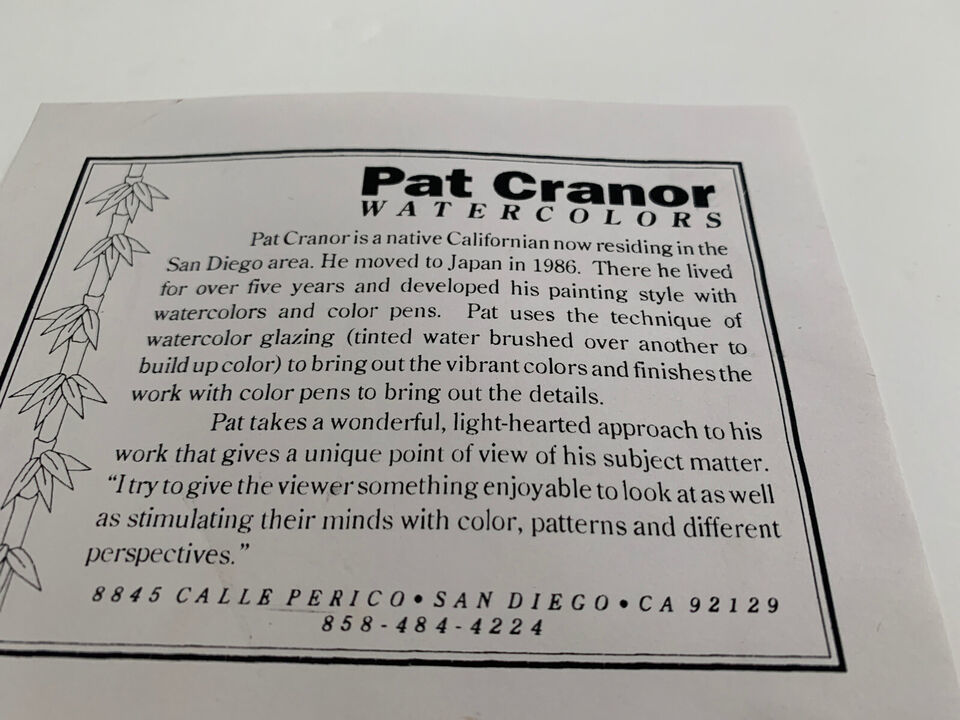 Pat Cranor
WATERCOLORS
Pat Cranor is a native Californian now residing in the
San Diego area. He moved to Japan in 1986. There he lived
for over five years and developed his painting style with
watercolors and color pens. Pat uses the technique of
watercolor glazing (tinted water brushed over another to
build up color) to bring out the vibrant colors and finishes the
work with color pens to bring out the details.
Pat takes a wonderful, light-hearted approach to his
work that gives a unique point of view of his subject matter.
“I try to give the viewer something enjoyable to look at as well
as stimulating their minds with color, patterns and different
perspectives.”
8845 CALLE PERICO • SAN DIEGO • CA 92129
858-484-4224